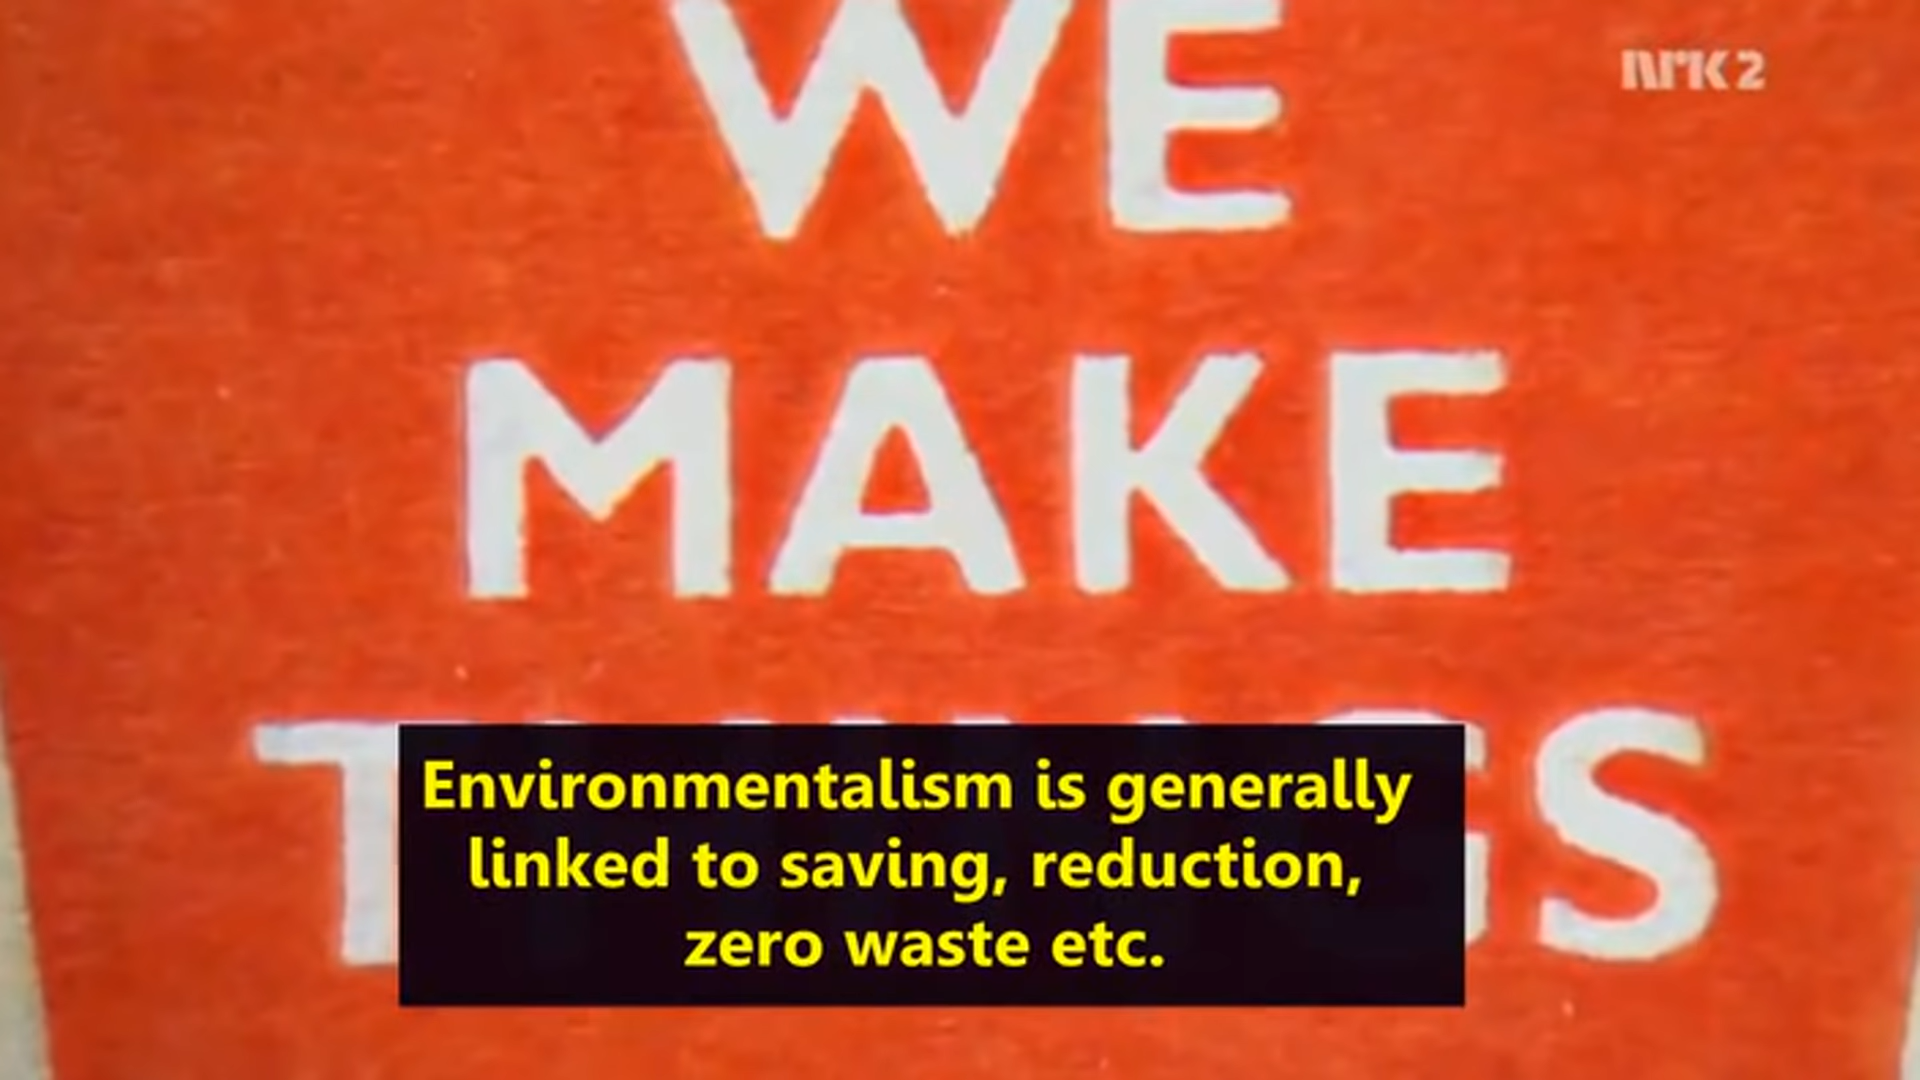 WE
nrk 2
MAKE
Environmentalism is generally
linked to saving, reduction,
zero waste etc.